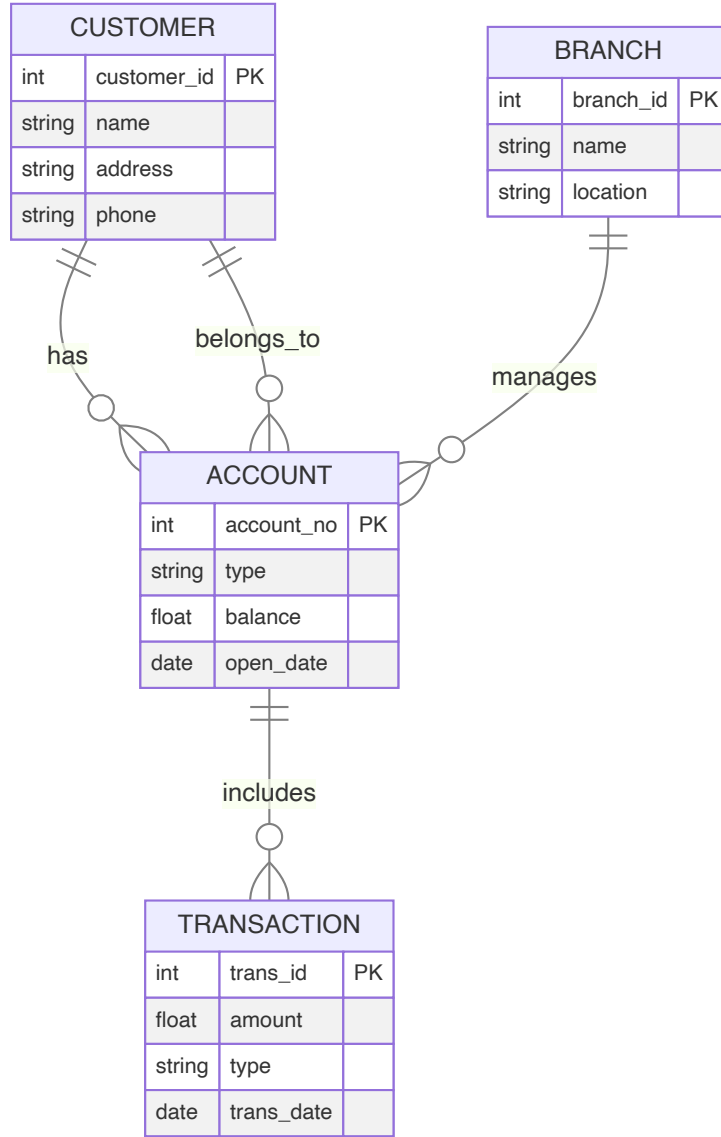 CUSTOMER
int customer_id PK
string name
string address
string phone
BRANCH
int branch_id PK
string name
string location
has
belongs_to
manages
ACCOUNT
int account_no PK
string type
float balance
date open_date
includes
TRANSACTION
int trans_id PK
float amount
string type
date trans_date